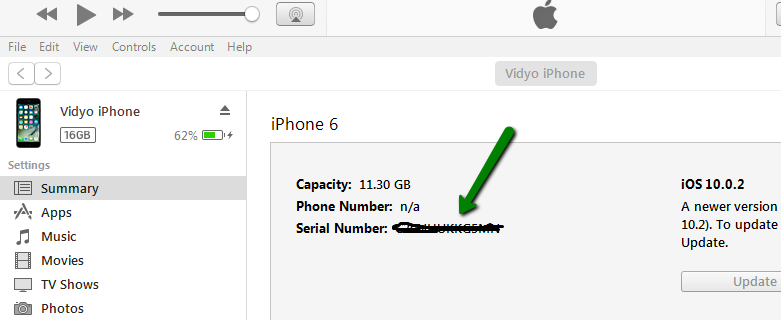 File Edit View Controls Account Help
Vidyo iPhone
Vidyo iPhone
16GB 62%
Settings
Summary
Apps
Music
Movies
TV Shows
Photos
iPhone 6
Capacity: 11.30 GB
Phone Number: n/a
Serial Number:
iOS 10.0.2
A newer version
10.2). To update
Update.
Update